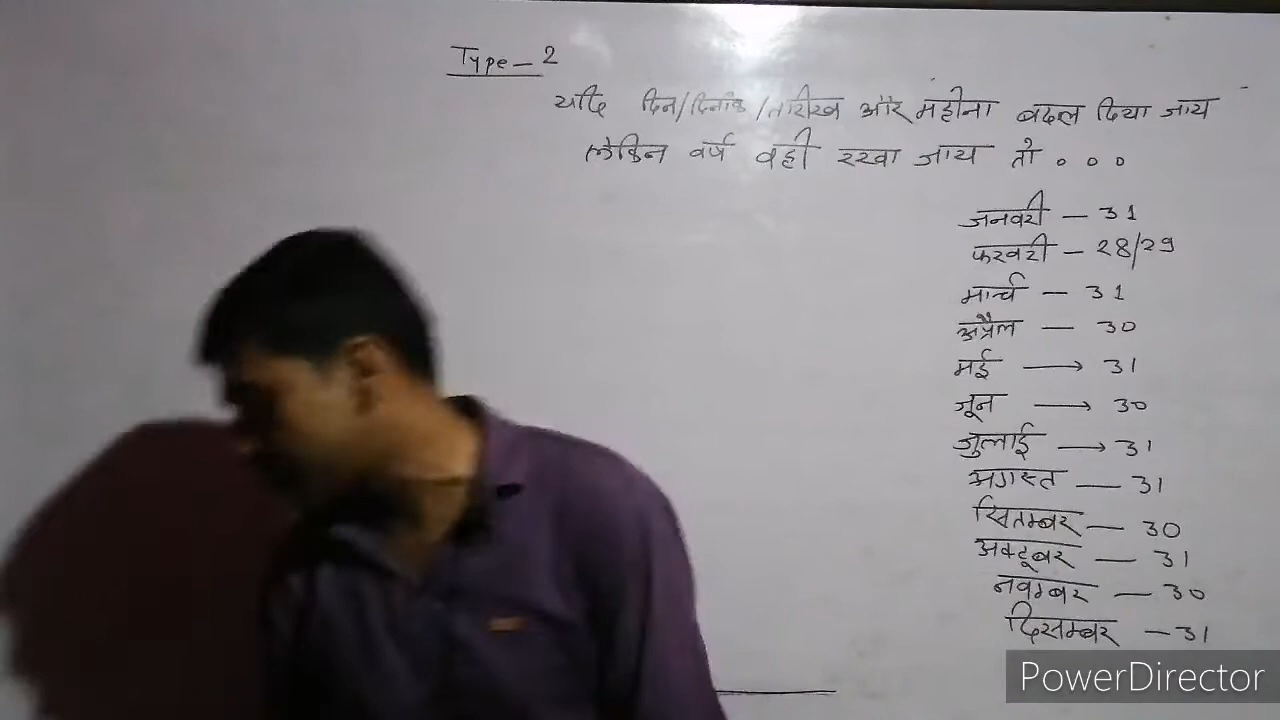 Type - 2
यदि दिन/दिनांक/तारीख और महीना बदल दिया जाय
लेकिन वर्ष वही रखा जाय तो . . .
जनवरी - 31
फरवरी - 28/29
मार्च - 31
अप्रैल - 30
मई → 31
जून → 30
जुलाई → 31
अगस्त - 31
सितम्बर - 30
अक्टूबर - 31
नवम्बर - 30
दिसम्बर - 31
PowerDirector